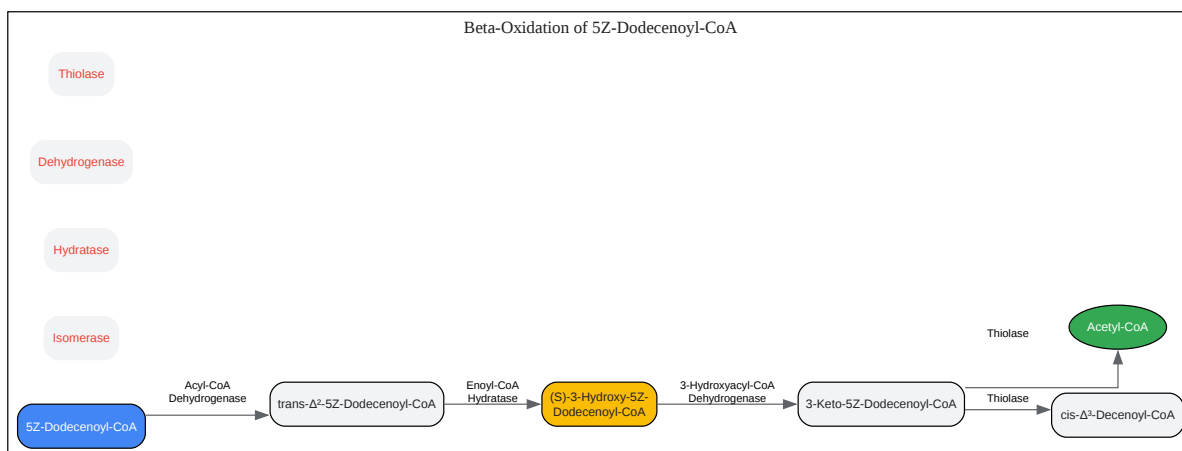 Beta-Oxidation of 5Z-Dodecenoyl-CoA
Thiolase
Dehydrogenase
Hydratase
Isomerase
5Z-Dodecenoyl-CoA
Acyl-CoA
Dehydrogenase
trans-Δ²-5Z-Dodecenoyl-CoA
Enoyl-CoA
Hydratase
(S)-3-Hydroxy-5Z-
Dodecenoyl-CoA
3-Hydroxyacyl-CoA
Dehydrogenase
3-Keto-5Z-Dodecenoyl-CoA
Thiolase
Acetyl-CoA
Thiolase
cis-Δ³-Decenoyl-CoA